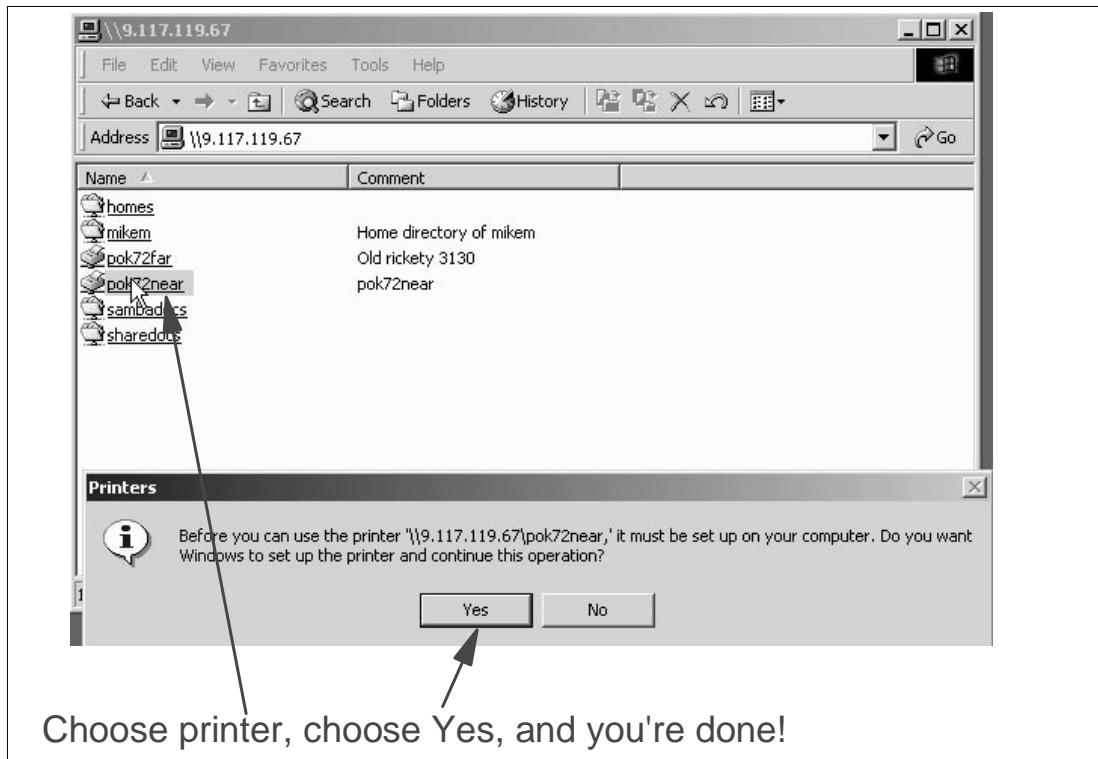 \\9.117.119.67
File Edit View Favorites Tools Help
Back Search Folders History
Address \\9.117.119.67 Go
Name Comment
homes
mikem Home directory of mikem
pok72far Old rickety 3130
pok72near pok72near
sambadocs
sharedocs
Printers
Before you can use the printer '\\9.117.119.67\pok72near,' it must be set up on your computer. Do you want
Windows to set up the printer and continue this operation?
Yes No
Choose printer, choose Yes, and you're done!